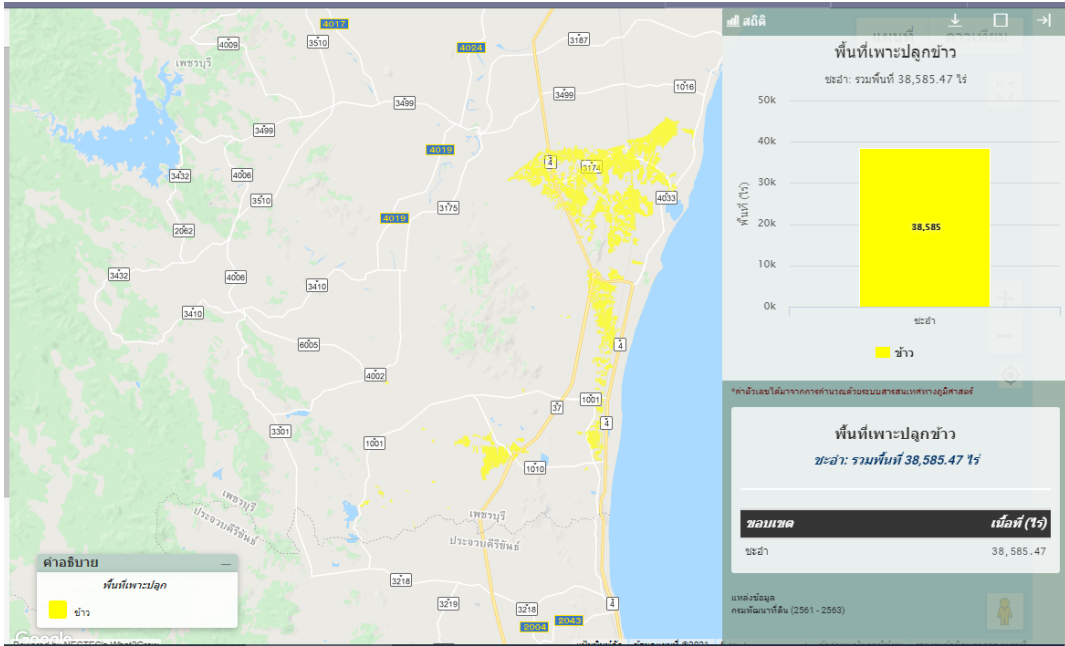 4017
4009
3510
4024
3187
เพชรบุรี
1016
3499
3499
3499
4019
4
3174
3432
4006
3510
4033
3175
4019
2062
3432
4006
3410
3410
6005
4
4002
37
1001
3301
1001
4
1010
เพชรบุรี
ประจวบคีรีขันธ์
เพชรบุรี
ประจวบคีรีขันธ์
3218
3219
3218
4
2004
2043
คำอธิบาย
พื้นที่เพาะปลูก
ข้าว
Google
สถิติ
แผนที่
ดาวเทียม
พื้นที่เพาะปลูกข้าว
ชะอำ: รวมพื้นที่ 38,585.47 ไร่
50k
40k
30k
20k
10k
0k
พื้นที่ (ไร่)
38,585
ชะอำ
ข้าว
*ค่าตัวเลขได้มาจากการคำนวณด้วยระบบสารสนเทศทางภูมิศาสตร์
พื้นที่เพาะปลูกข้าว
ชะอำ: รวมพื้นที่ 38,585.47 ไร่
ขอบเขต เนื้อที่ (ไร่)
ชะอำ 38,585.47
แหล่งข้อมูล
กรมพัฒนาที่ดิน (2561 - 2563)